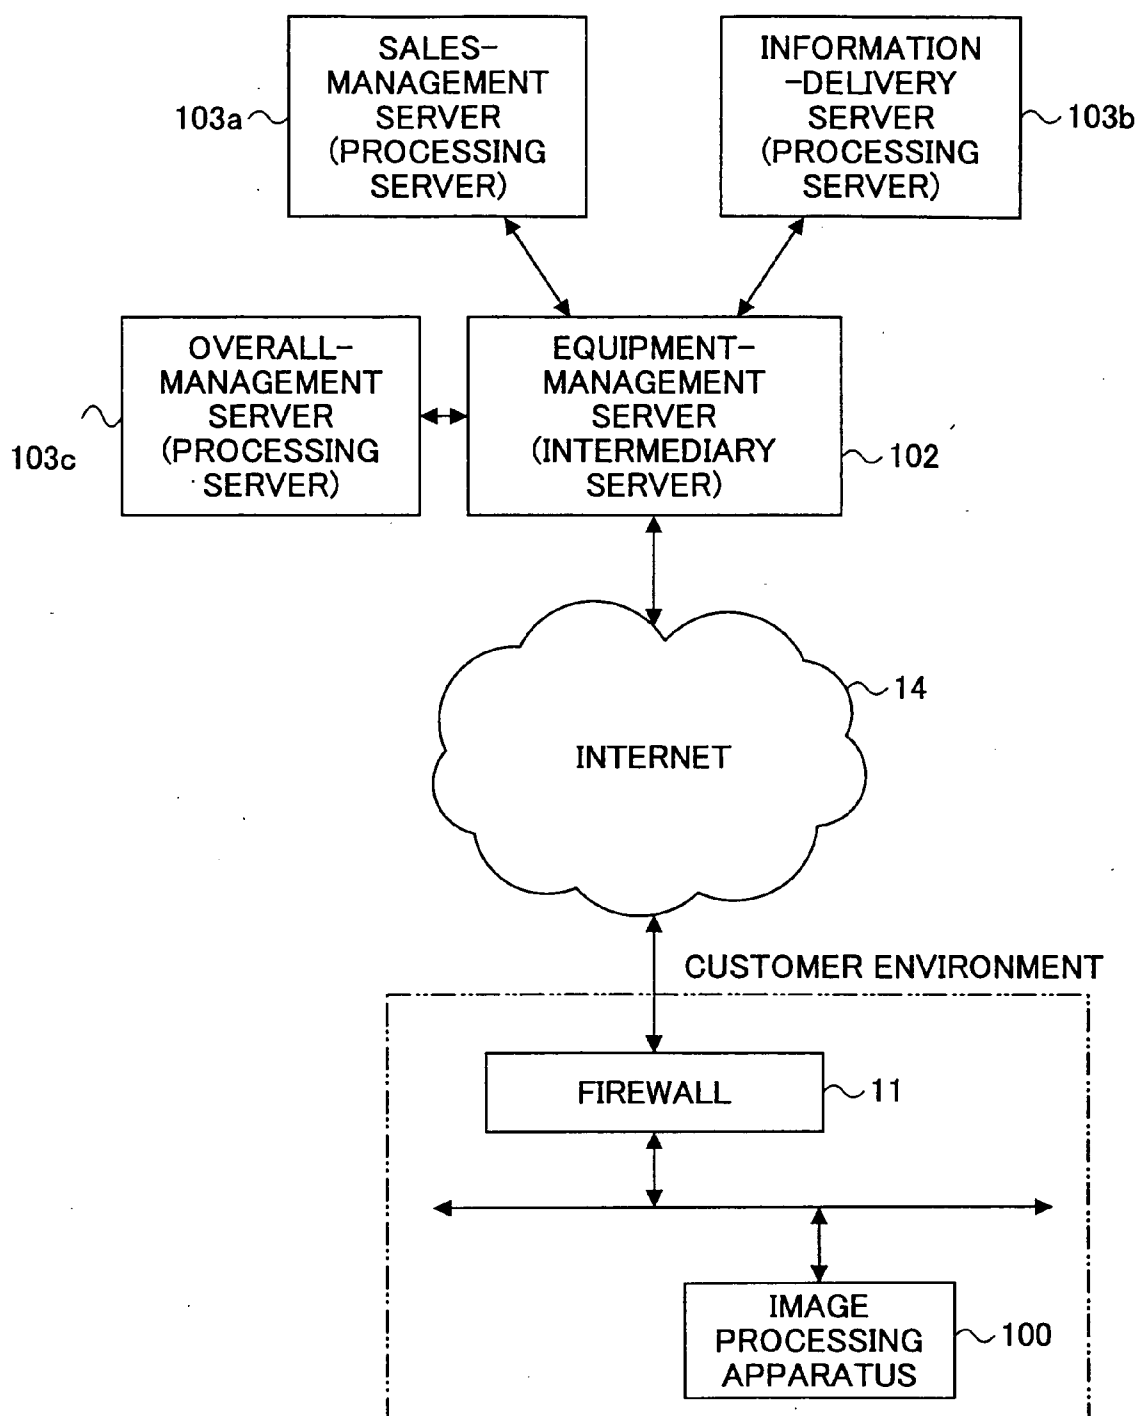 SALES-
MANAGEMENT
SERVER
(PROCESSING
SERVER)
103a
INFORMATION
-DELIVERY
SERVER
(PROCESSING
SERVER)
103b
OVERALL-
MANAGEMENT
SERVER
(PROCESSING
SERVER)
103c
EQUIPMENT-
MANAGEMENT
SERVER
(INTERMEDIARY
SERVER)
102
14
INTERNET
CUSTOMER ENVIRONMENT
FIREWALL
11
IMAGE
PROCESSING
APPARATUS
100